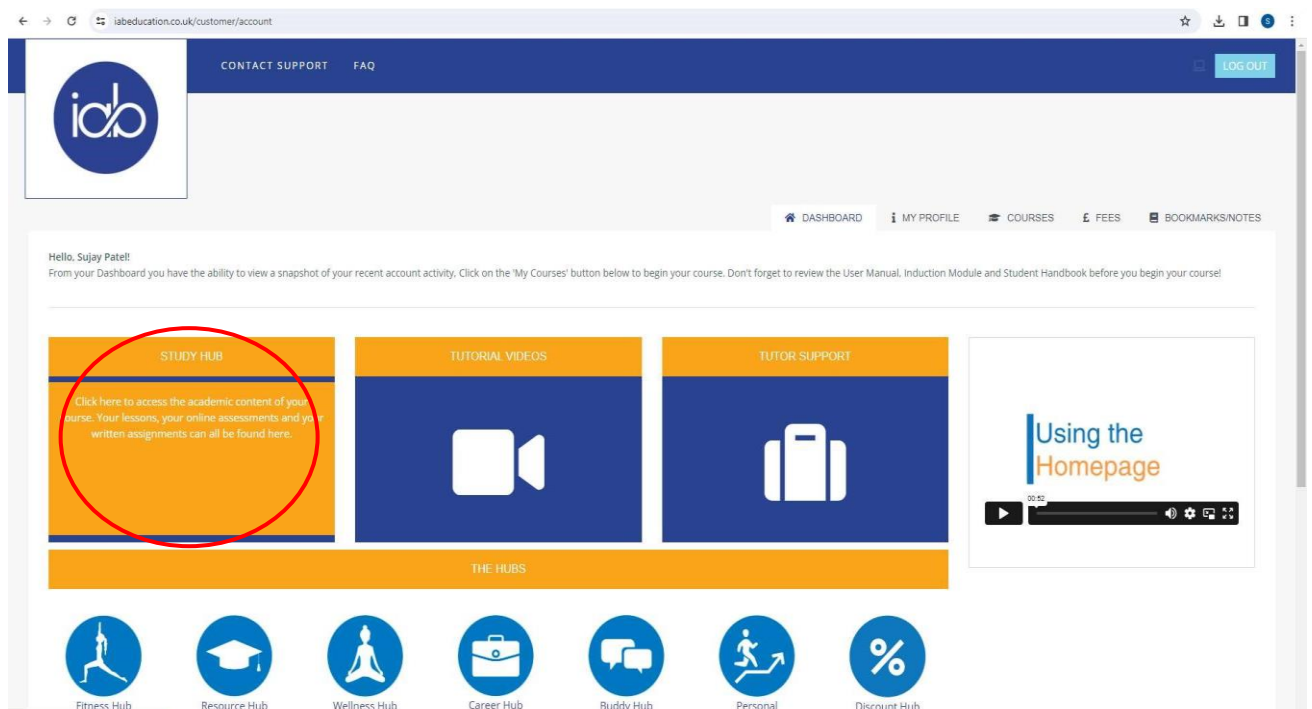 iabeducation.co.uk/customer/account
S
iab
CONTACT SUPPORT FAQ
LOG OUT
DASHBOARD MY PROFILE COURSES £ FEES BOOKMARKS/NOTES
Hello, Sujay Patel!
From your Dashboard you have the ability to view a snapshot of your recent account activity. Click on the 'My Courses' button below to begin your course. Don't forget to review the User Manual, Induction Module and Student Handbook before you begin your course!
STUDY HUB
Click here to access the academic content of your
course. Your lessons, your online assessments and your
written assignments can all be found here.
TUTORIAL VIDEOS
TUTOR SUPPORT
Using the
Homepage
00:52
THE HUBS
%
Fitness Hub Resource Hub Wellness Hub Career Hub Buddy Hub Personal Discount Hub